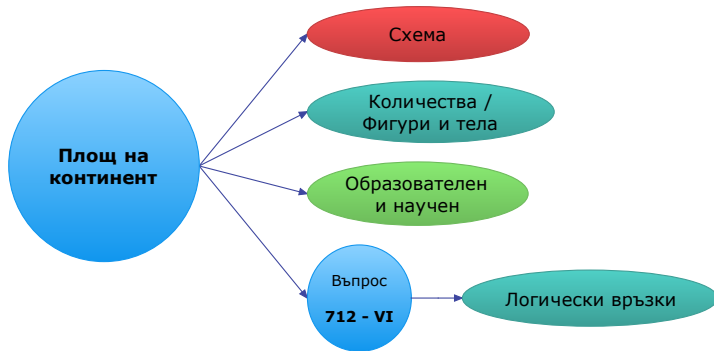 Площ на
континент
Схема
Количества /
Фигури и тела
Образователен
и научен
Въпрос
712 - VI
Логически връзки